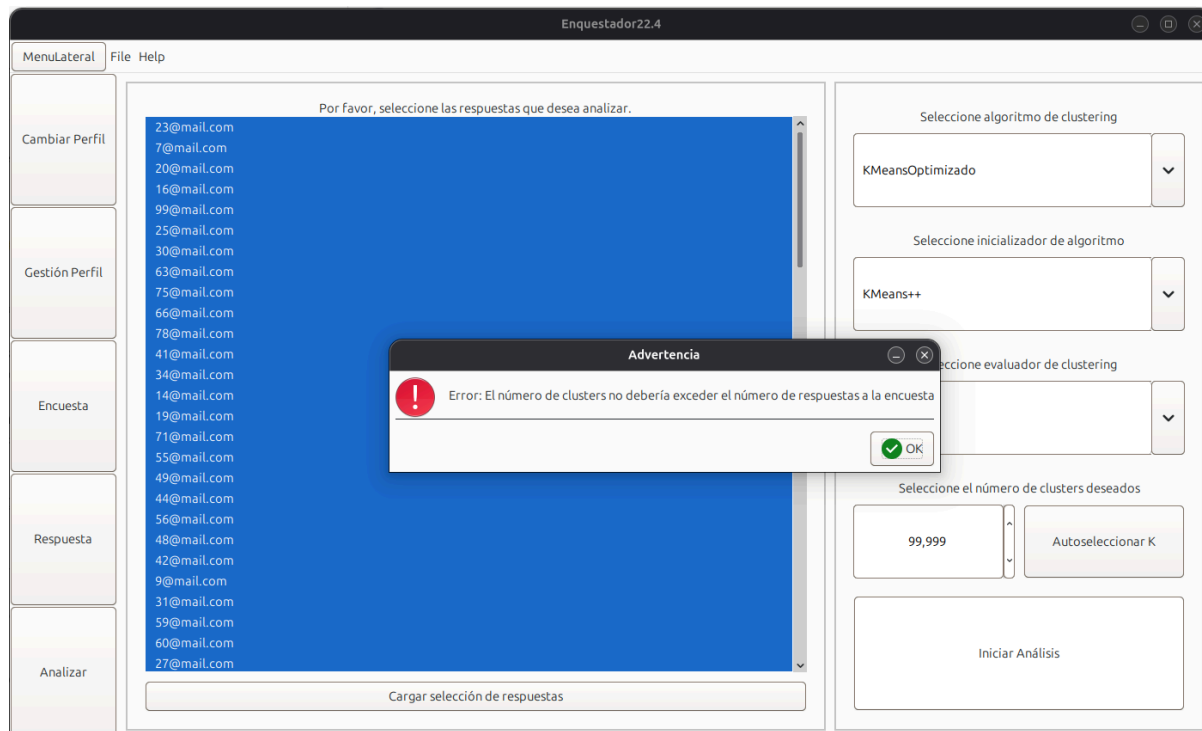 Enquestador22.4
MenuLateral File Help
Cambiar Perfil
Gestión Perfil
Encuesta
Respuesta
Analizar
Por favor, seleccione las respuestas que desea analizar.
23@mail.com
7@mail.com
20@mail.com
16@mail.com
99@mail.com
25@mail.com
30@mail.com
63@mail.com
75@mail.com
66@mail.com
78@mail.com
41@mail.com
34@mail.com
14@mail.com
19@mail.com
71@mail.com
55@mail.com
49@mail.com
44@mail.com
56@mail.com
48@mail.com
42@mail.com
9@mail.com
31@mail.com
59@mail.com
60@mail.com
27@mail.com
Cargar selección de respuestas
Advertencia
Error: El número de clusters no debería exceder el número de respuestas a la encuesta
OK
Seleccione algoritmo de clustering
KMeansOptimizado
Seleccione inicializador de algoritmo
KMeans++
eccione evaluador de clustering
Seleccione el número de clusters deseados
99,999
Autoseleccionar K
Iniciar Análisis